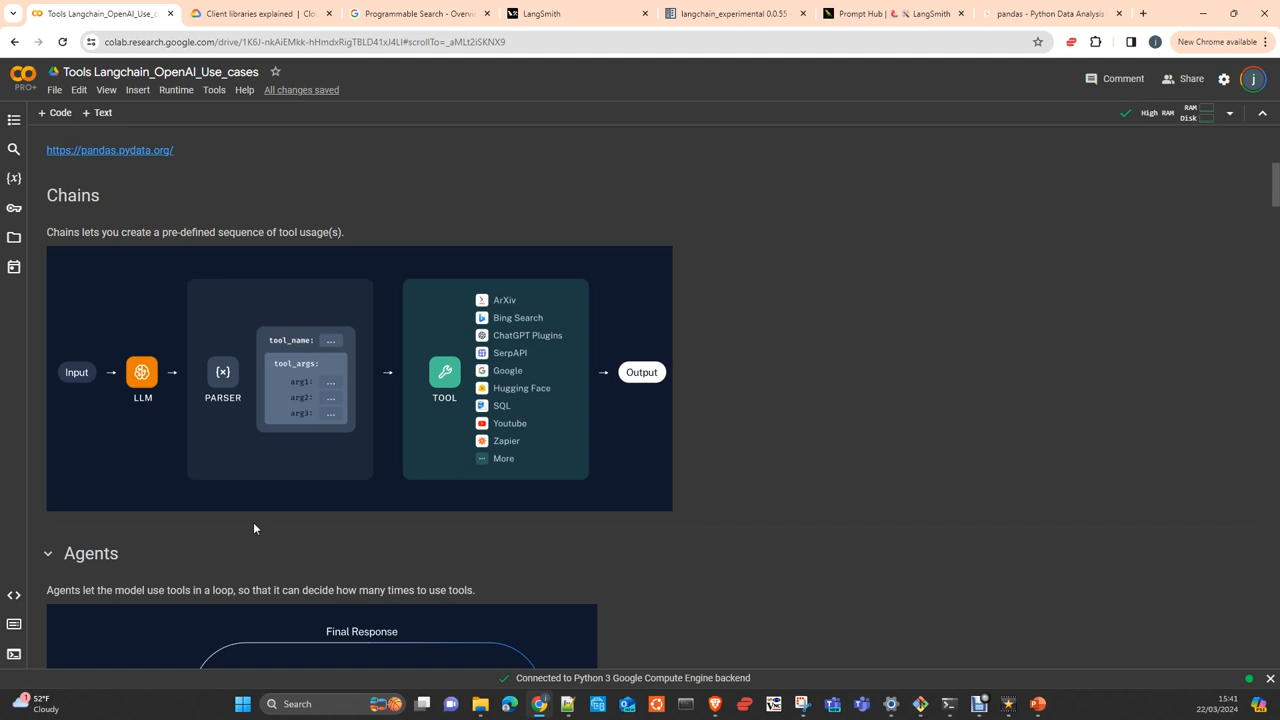 Tools Langchain_OpenAI_Use_cases
Client libraries explained | Clo
Programmable Search - Overvie
LangSmith
langchain_experimental 0.0.55
Prompt Hub | LangSmith
pandas - Python Data Analysis
colab.research.google.com/drive/1K6J-nkAiEMkk-hHmdxRigTBLD41xJ4LI#scrollTo=_aMLt2iSKNX9
New Chrome available
Tools Langchain_OpenAI_Use_cases
PRO+
File Edit View Insert Runtime Tools Help All changes saved
Comment
Share
j
+ Code + Text
High RAM
RAM
Disk
https://pandas.pydata.org/
Chains
Chains lets you create a pre-defined sequence of tool usage(s).
Input
LLM
{x}
PARSER
tool_name: ...
tool_args:
arg1: ...
arg2: ...
arg3: ...
TOOL
ArXiv
Bing Search
ChatGPT Plugins
SerpAPI
Google
Hugging Face
SQL
Youtube
Zapier
More
Output
Agents
Agents let the model use tools in a loop, so that it can decide how many times to use tools.
Final Response
Connected to Python 3 Google Compute Engine backend
1
52°F
Cloudy
Search
15:41
22/03/2024